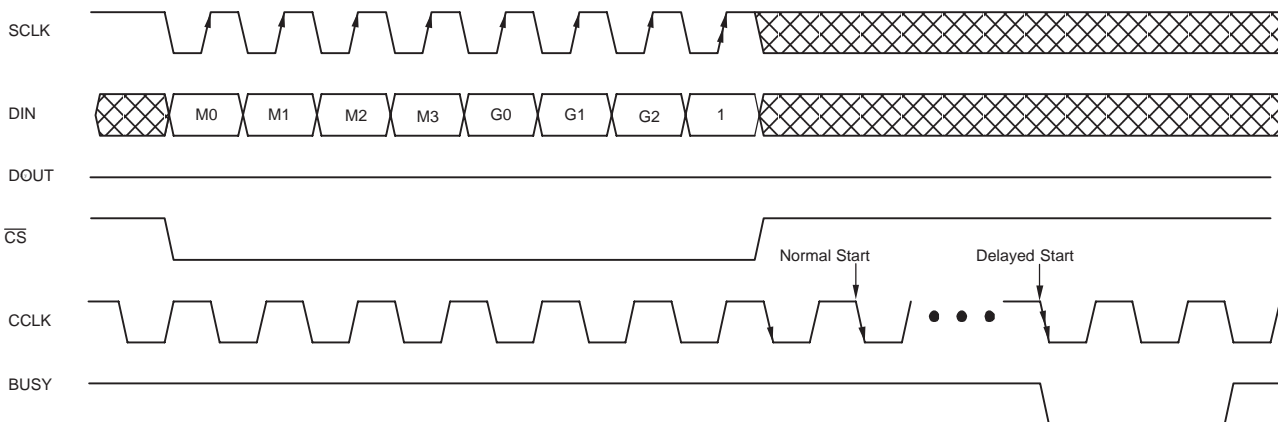 SCLK
DIN
M0 M1 M2 M3 G0 G1 G2 1
DOUT
CS
Normal Start Delayed Start
CCLK
BUSY